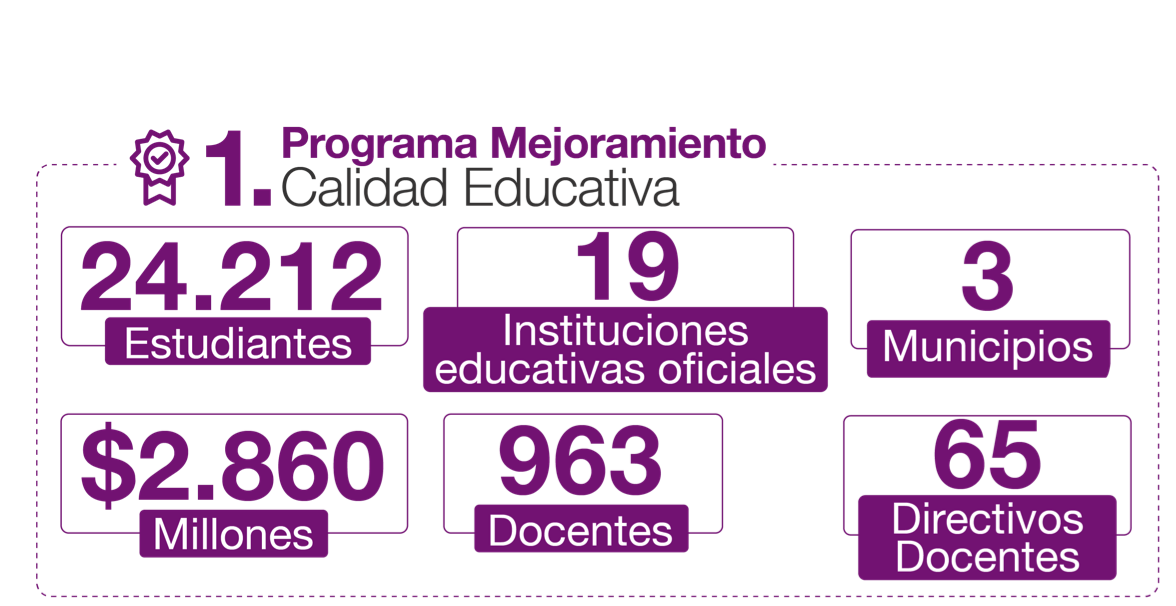 1. Programa Mejoramiento
Calidad Educativa
24.212
Estudiantes
19
Instituciones
educativas oficiales
3
Municipios
$2.860
Millones
963
Docentes
65
Directivos
Docentes